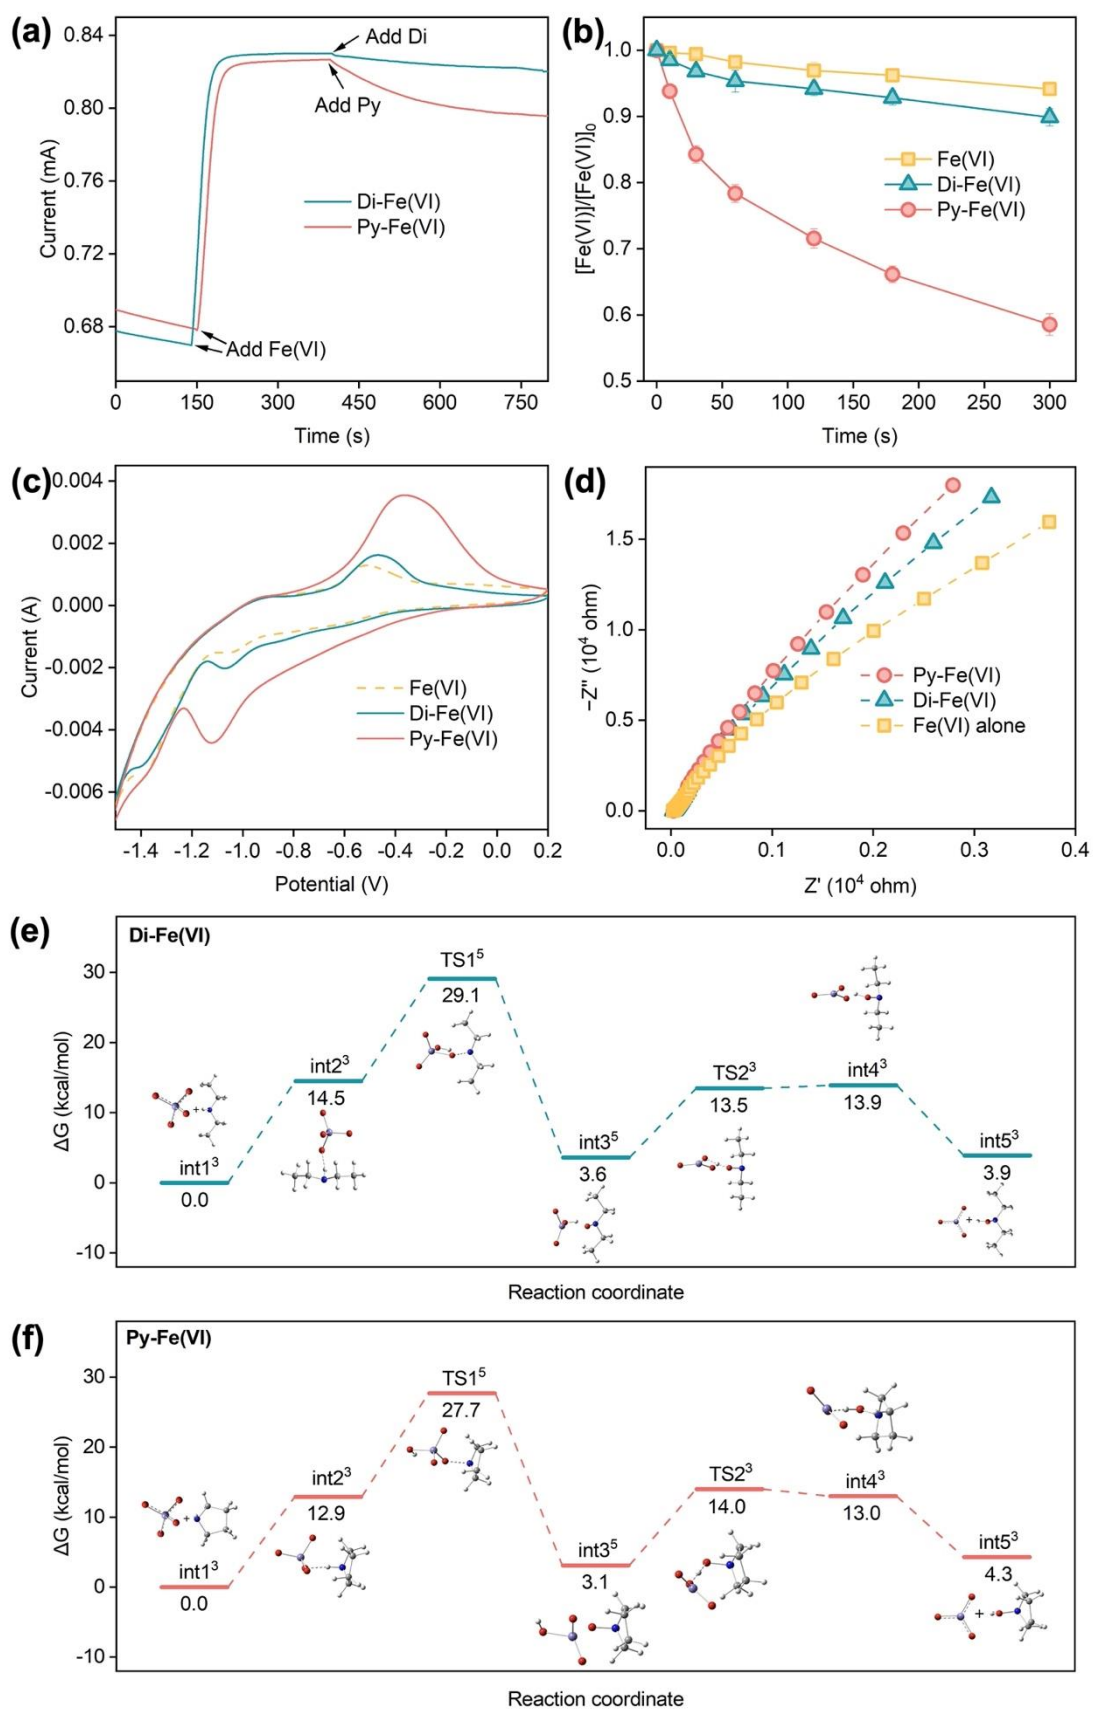 (a)
0.84
0.80
0.76
0.72
0.68
Current (mA)
Add Di
Add Py
Di-Fe(VI)
Py-Fe(VI)
Add Fe(VI)
0 150 300 450 600 750
Time (s)
(b)
1.0
0.9
0.8
0.7
0.6
0.5
[Fe(VI)]/[Fe(VI)]₀
Fe(VI)
Di-Fe(VI)
Py-Fe(VI)
0 50 100 150 200 250 300
Time (s)
(c)
0.004
0.002
0.000
-0.002
-0.004
-0.006
Current (A)
Fe(VI)
Di-Fe(VI)
Py-Fe(VI)
-1.4 -1.2 -1.0 -0.8 -0.6 -0.4 -0.2 0.0 0.2
Potential (V)
(d)
1.5
1.0
0.5
0.0
-Z'' (10⁴ ohm)
Py-Fe(VI)
Di-Fe(VI)
Fe(VI) alone
0.0 0.1 0.2 0.3 0.4
Z' (10⁴ ohm)
(e)
Di-Fe(VI)
30
20
10
0
-10
ΔG (kcal/mol)
int1³
0.0
+
int2³
14.5
TS1⁵
29.1
int3⁵
3.6
TS2³
13.5
int4³
13.9
int5³
3.9
+
Reaction coordinate
(f)
Py-Fe(VI)
30
20
10
0
-10
ΔG (kcal/mol)
+
int1³
0.0
int2³
12.9
TS1⁵
27.7
int3⁵
3.1
TS2³
14.0
int4³
13.0
int5³
4.3
+
Reaction coordinate